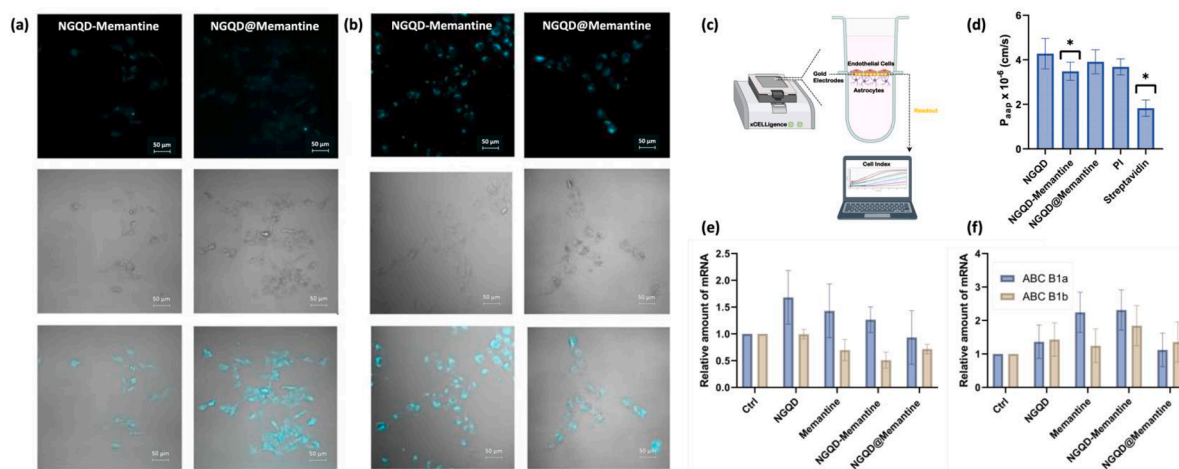 (a)
NGQD-Memantine
NGQD@Memantine
50 µm
50 µm
50 µm
50 µm
50 µm
50 µm
(b)
NGQD-Memantine
NGQD@Memantine
50 µm
50 µm
50 µm
50 µm
50 µm
50 µm
(c)
Endothelial Cells
Gold
Electrodes
Astrocytes
xCELLigence
Readout
Cell Index
(d)
Paap x 10-6 (cm/s)
6
4
2
0
*
*
NGQD
NGQD-Memantine
NGQD@Memantine
PI
Streptavidin
(e)
Relative amount of mRNA
2.5
2.0
1.5
1.0
0.5
0.0
Ctrl
NGQD
Memantine
NGQD-Memantine
NGQD@Memantine
(f)
Relative amount of mRNA
4
3
2
1
0
ABC B1a
ABC B1b
Ctrl
NGQD
Memantine
NGQD-Memantine
NGQD@Memantine